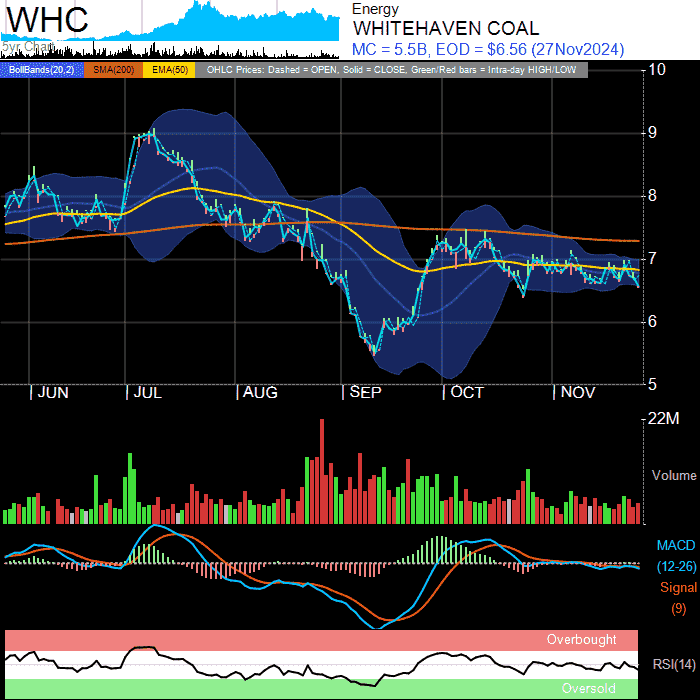 WHC
5yr Chart
Energy
WHITEHAVEN COAL
MC = 5.5B, EOD = $6.56 (27Nov2024)
BollBands(20,2) SMA(200) EMA(50) OHLC Prices: Dashed = OPEN, Solid = CLOSE, Green/Red bars = Intra-day HIGH/LOW
10
9
8
7
6
5
JUN JUL AUG SEP OCT NOV
22M
Volume
MACD
(12-26)
Signal
(9)
Overbought
RSI(14)
Oversold